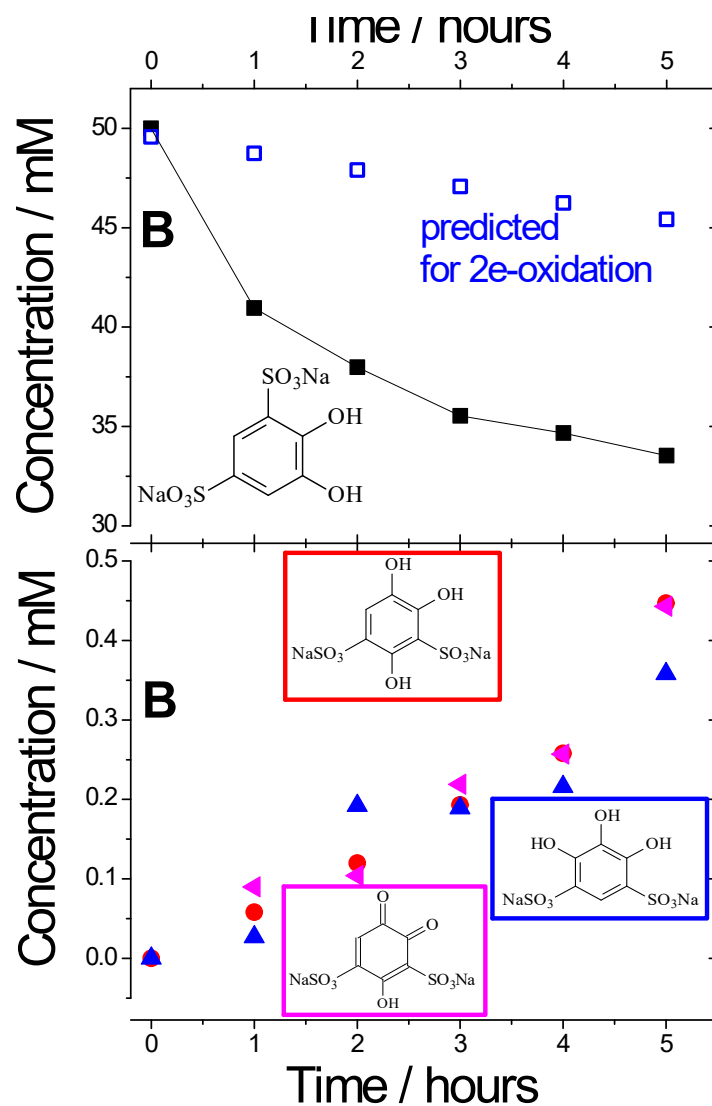 Time / hours
0 1 2 3 4 5
Concentration / mM
50
45
40
35
30
B
predicted
for 2e-oxidation
SO3Na
OH
NaO3S
OH
Concentration / mM
0.5
0.4
0.3
0.2
0.1
0.0
B
HO
OH
NaSO3
SO3Na
OH
OH
HO
OH
NaSO3
SO3Na
O
O
NaSO3
SO3Na
OH
0 1 2 3 4 5
Time / hours